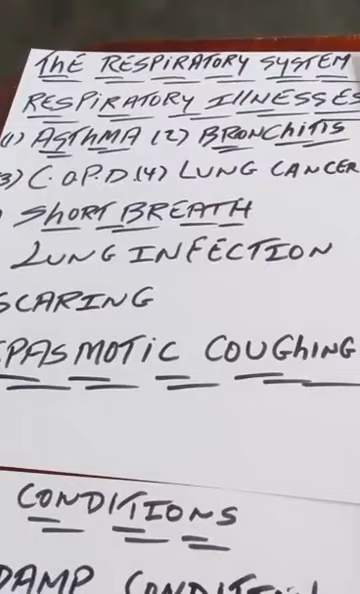 THE RESPIRATORY SYSTEM
RESPIRATORY ILLNESSES
1) ASTHMA (2) BRONCHITIS
3) C.O.P.D.(4) LUNG CANCER
SHORT BREATH
LUNG INFECTION
SCARING
SPASMOTIC COUGHING
CONDITIONS
DAMP CONDITION